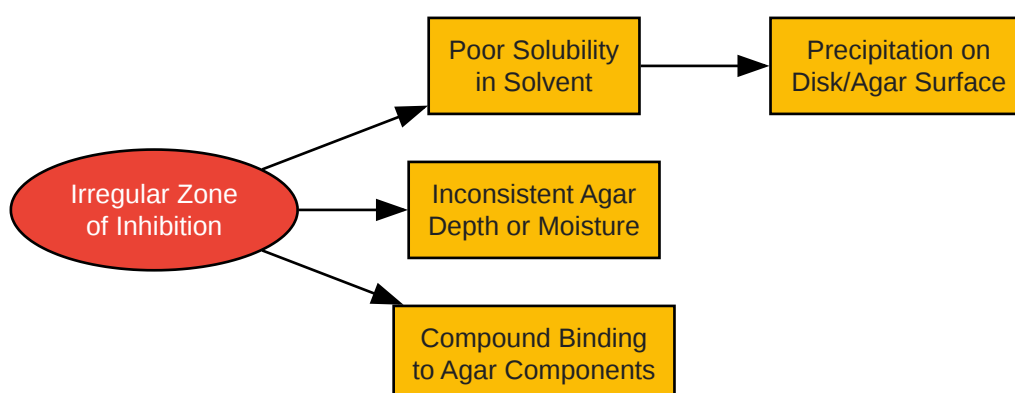 Poor Solubility
in Solvent
Precipitation on
Disk/Agar Surface
Irregular Zone
of Inhibition
Inconsistent Agar
Depth or Moisture
Compound Binding
to Agar Components